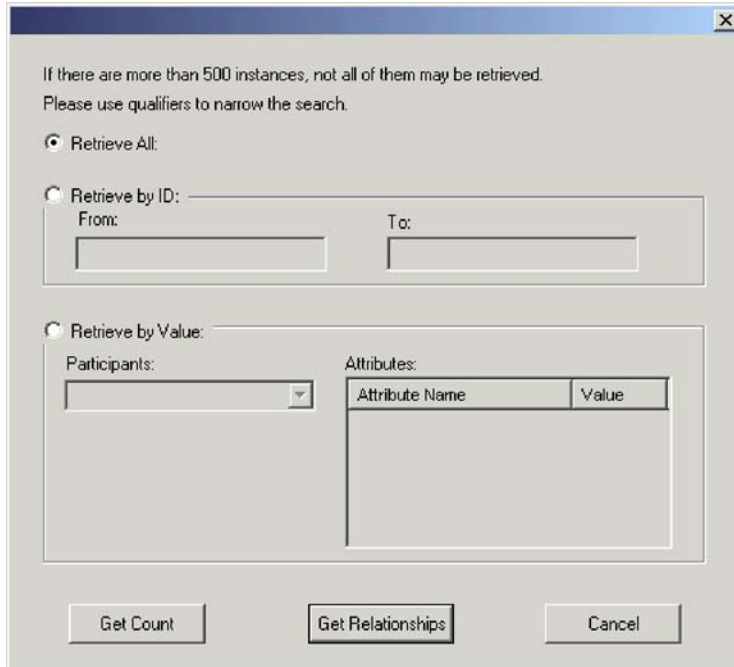 If there are more than 500 instances, not all of them may be retrieved.
Please use qualifiers to narrow the search.
Retrieve All:
Retrieve by ID:
From:
To:
Retrieve by Value:
Participants:
Attributes:
Attribute Name
Value
Get Count
Get Relationships
Cancel